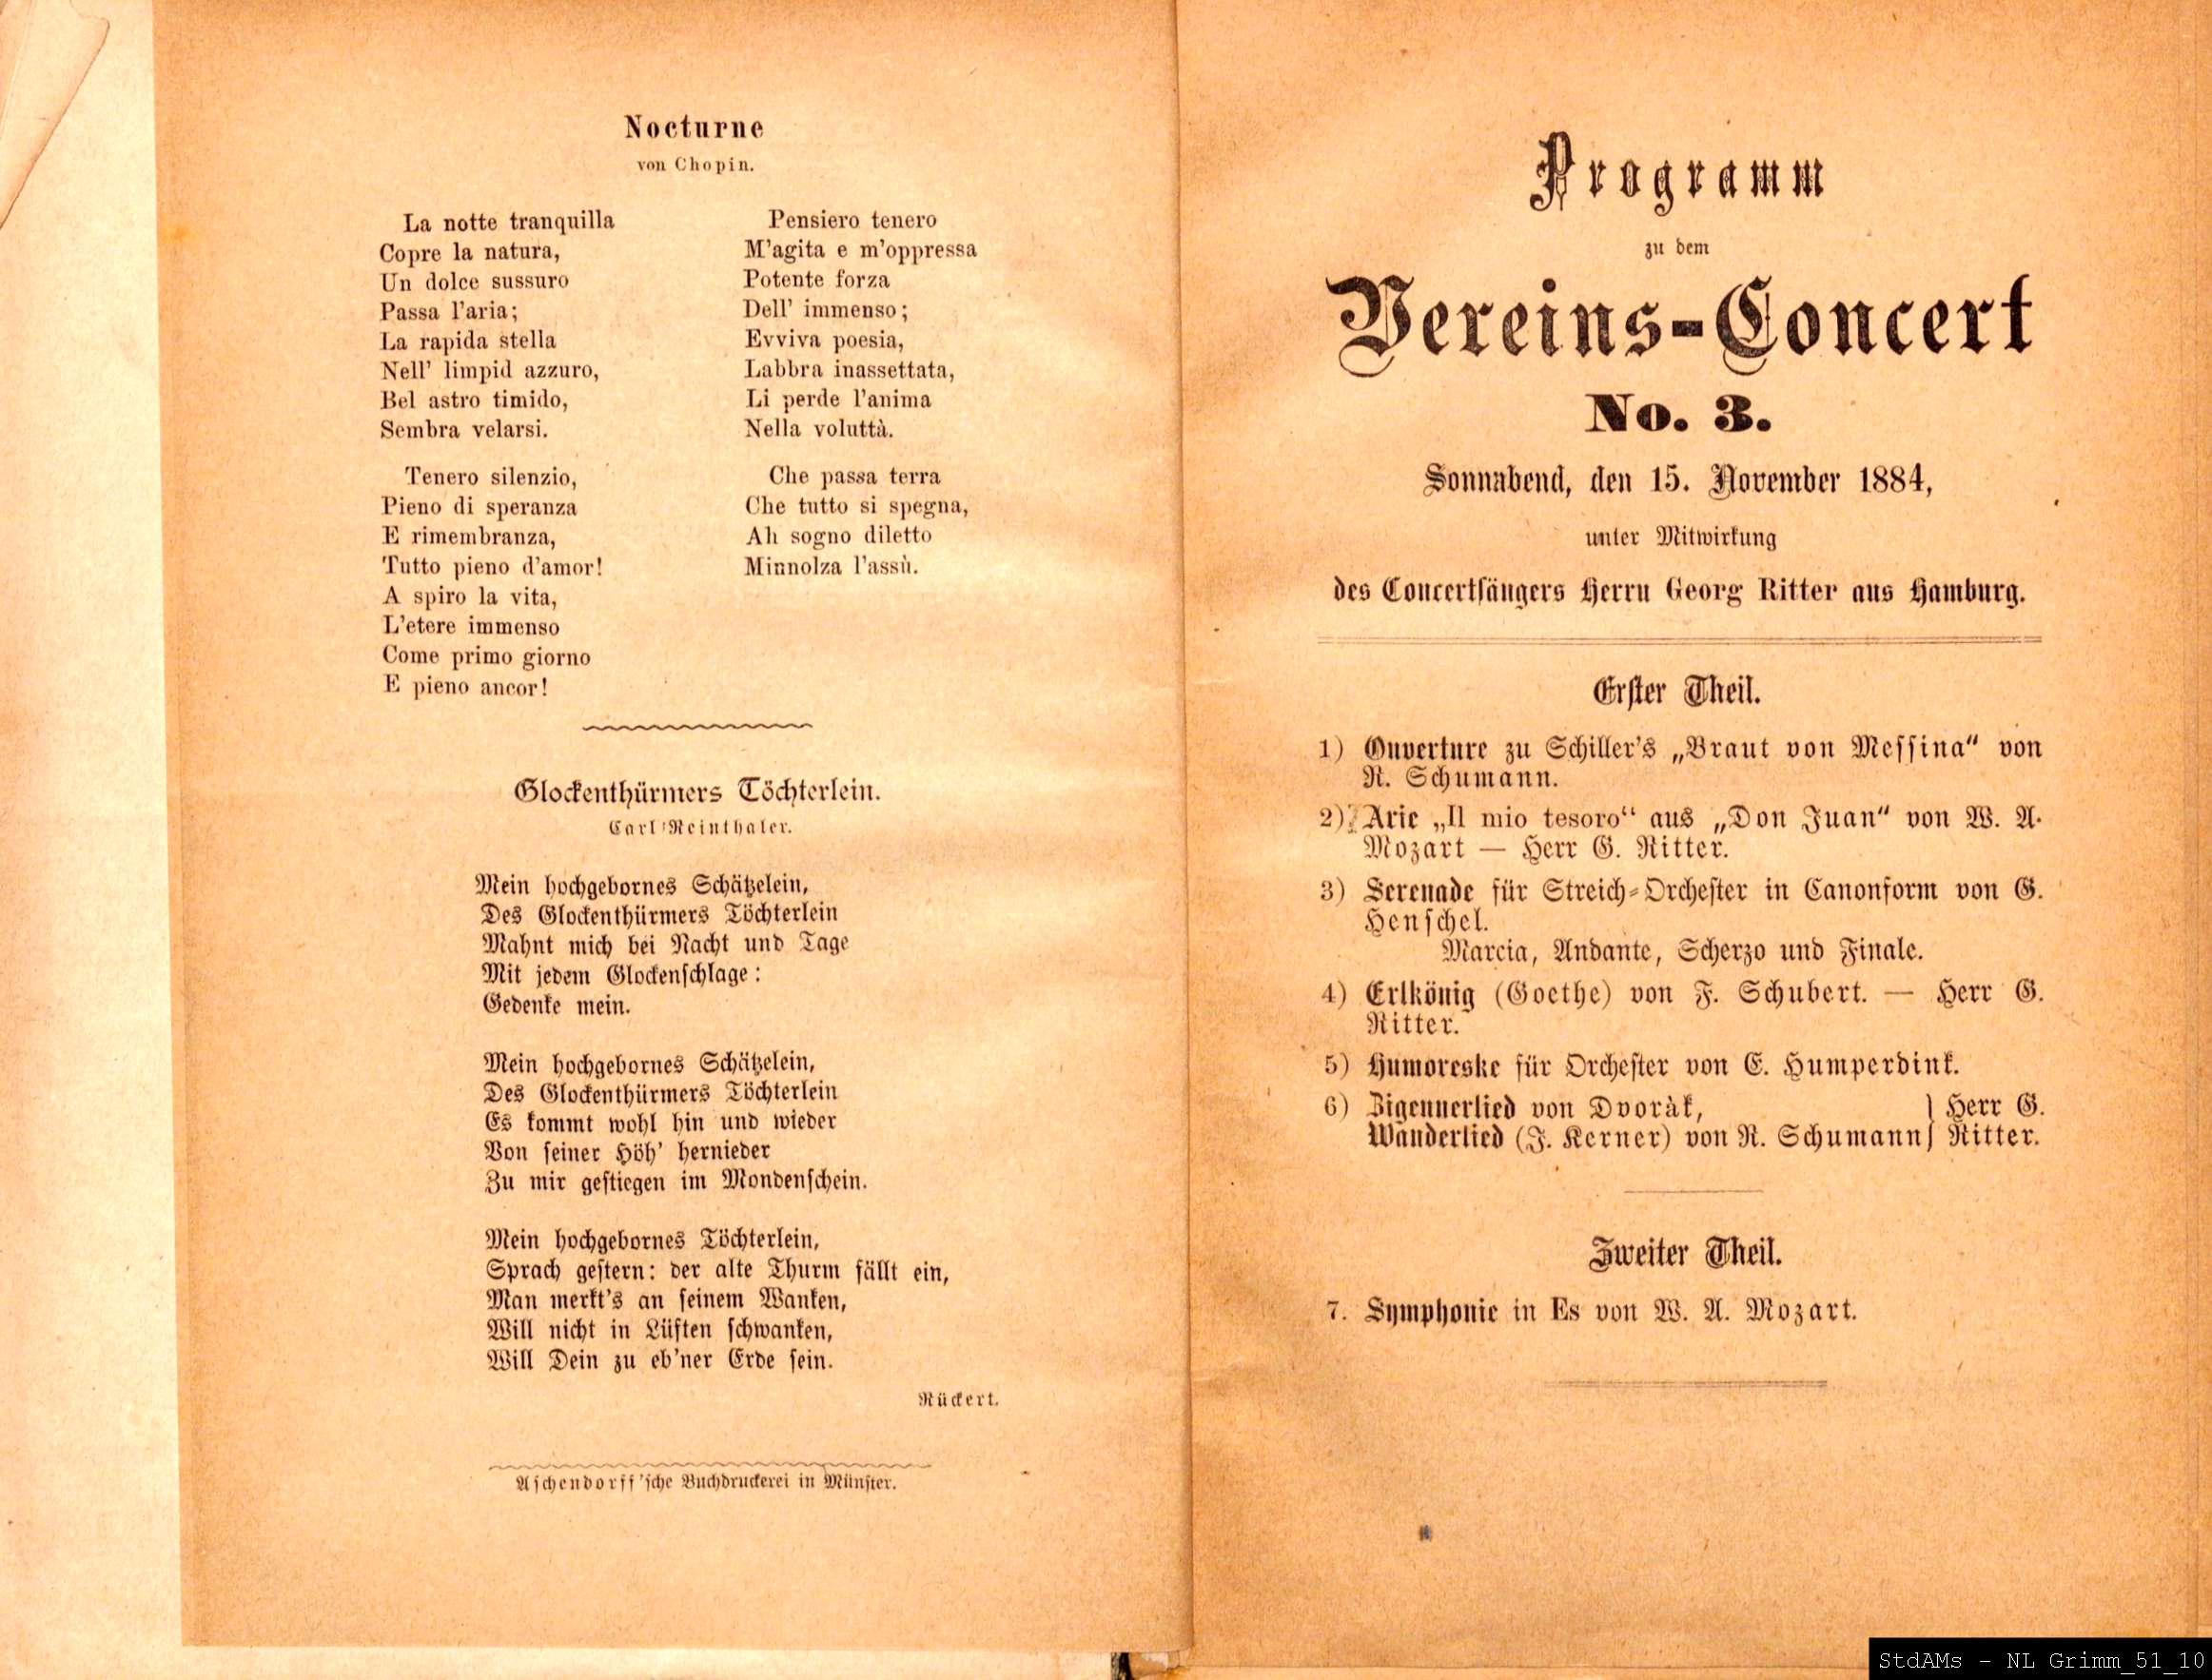 Nocturne
von Chopin.
La notte tranquilla
Copre la natura,
Un dolce sussuro
Passa l'aria;
La rapida stella
Nell' limpid azzuro,
Bel astro timido,
Sembra velarsi.
Tenero silenzio,
Pieno di speranza
E rimembranza,
Tutto pieno d'amor!
A spiro la vita,
L'etere immenso
Come primo giorno
E pieno ancor!
Pensiero tenero
M'agita e m'oppressa
Potente forza
Dell' immenso;
Evviva poesia,
Labbra inassettata,
Li perde l'anima
Nella voluttà.
Che passa terra
Che tutto si spegna,
Ah sogno diletto
Minnolza l'assù.
Glockenthürmers Töchterlein.
Carl Reinthaler.
Mein hochgebornes Schätzelein,
Des Glockenthürmers Töchterlein
Mahnt mich bei Nacht und Tage
Mit jedem Glockenschlage:
Gedenke mein.
Mein hochgebornes Schätzelein,
Des Glockenthürmers Töchterlein
Es kommt wohl hin und wieder
Von seiner Höh' hernieder
Zu mir gestiegen im Mondenschein.
Mein hochgebornes Töchterlein,
Sprach gestern: der alte Thurm fällt ein,
Man merkt's an seinem Wanken,
Will nicht in Lüften schwanken,
Will Dein zu eb'ner Erde sein.
Rückert.
Aschendorff'sche Buchdruckerei in Münster.
Programm
zu dem
Vereins-Concert
No. 3.
Sonnabend, den 15. November 1884,
unter Mitwirkung
des Concertsängers Herrn Georg Ritter aus Hamburg.
Erster Theil.
1) Ouverture zu Schiller's „Braut von Messina“ von
R. Schumann.
2) Arie „Il mio tesoro“ aus „Don Juan“ von W. A.
Mozart — Herr G. Ritter.
3) Serenade für Streich-Orchester in Canonform von G.
Henschel.
Marcia, Andante, Scherzo und Finale.
4) Erlkönig (Goethe) von F. Schubert. — Herr G.
Ritter.
5) Humoreske für Orchester von E. Humperdink.
6) Zigeunerlied von Dvoràk, } Herr G.
Wanderlied (J. Kerner) von R. Schumann } Ritter.
Zweiter Theil.
7. Symphonie in Es von W. A. Mozart.
StdAMs - NL Grimm_51_10